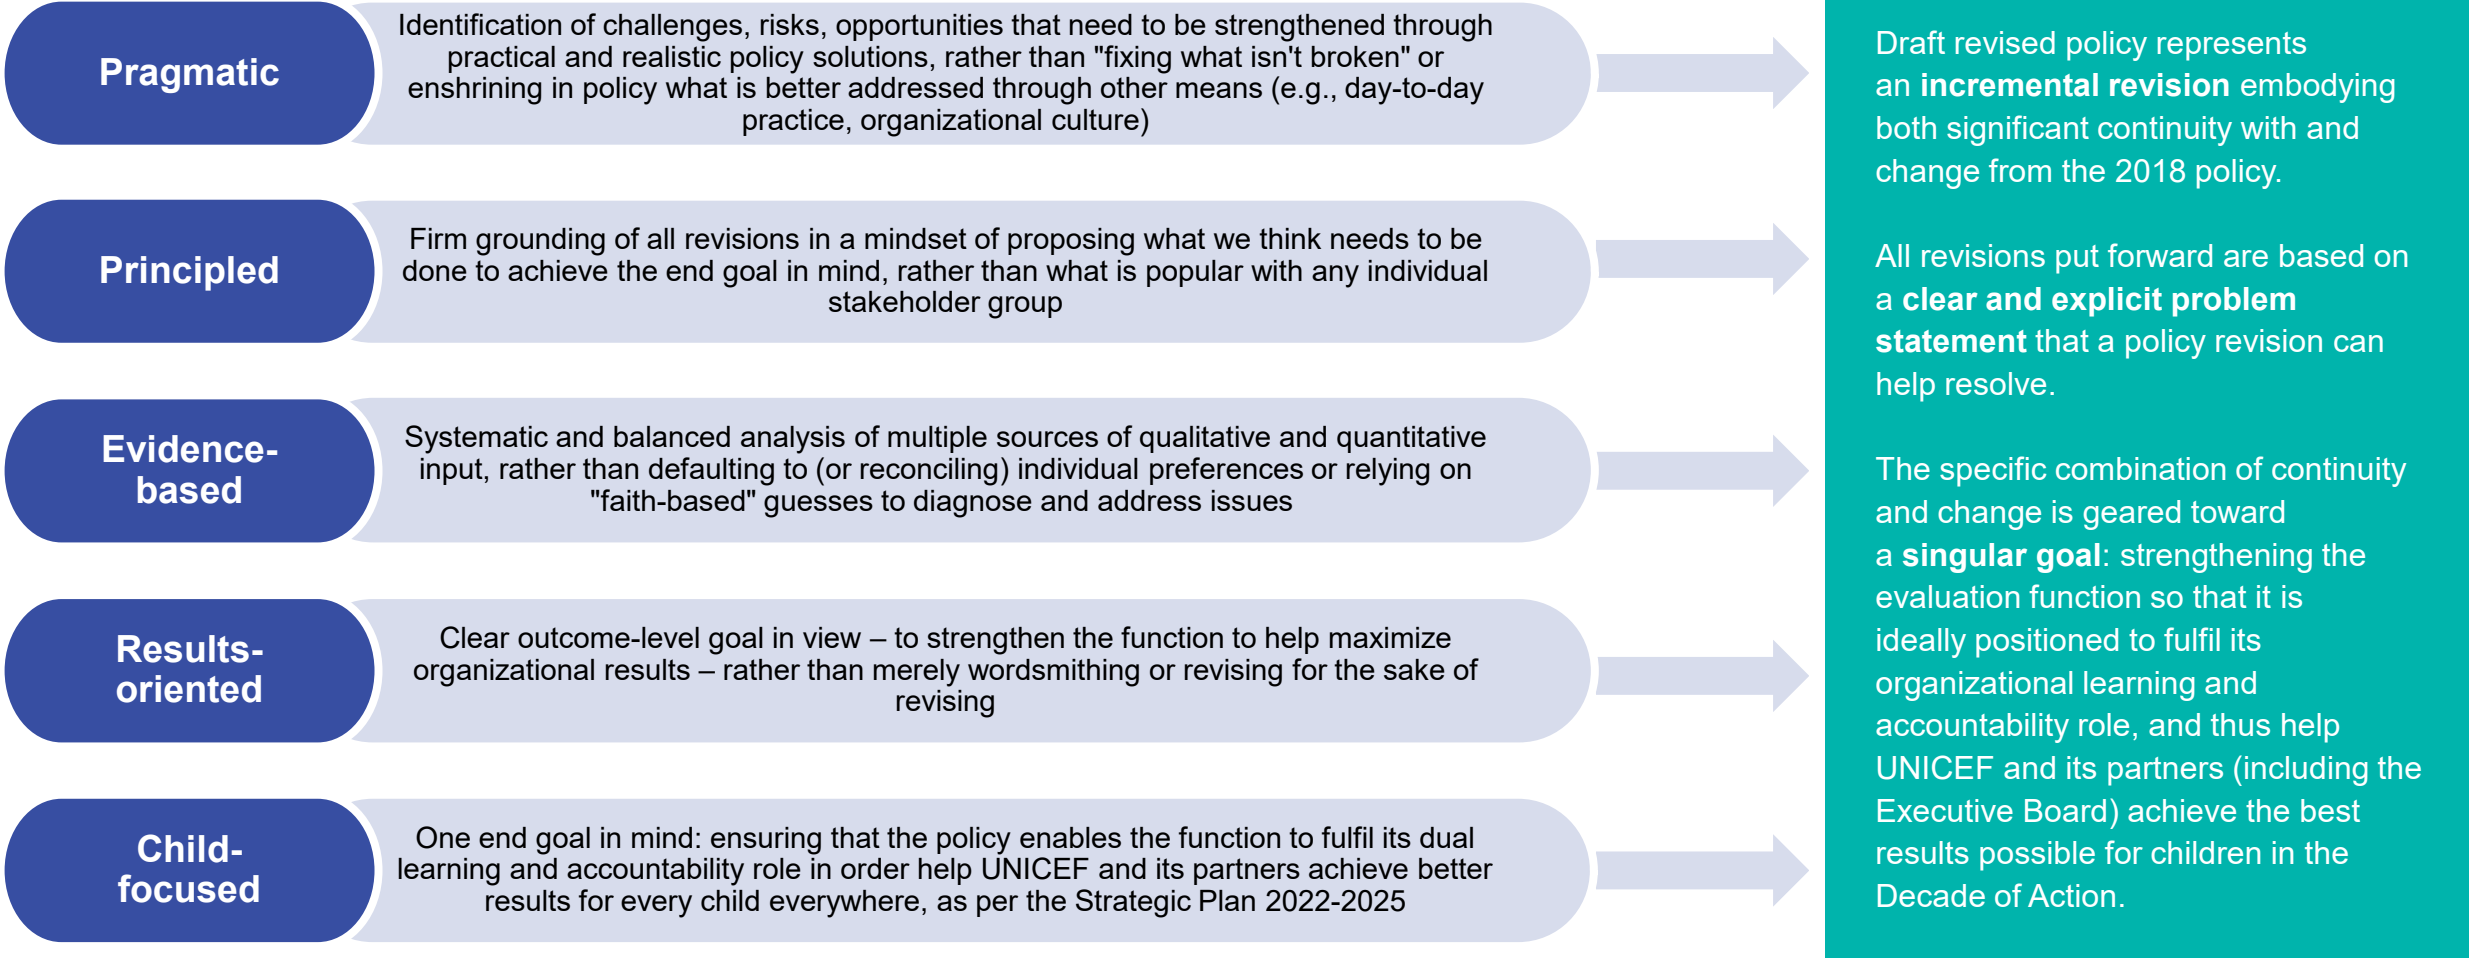 Pragmatic
Identification of challenges, risks, opportunities that need to be strengthened through
practical and realistic policy solutions, rather than "fixing what isn't broken" or
enshrining in policy what is better addressed through other means (e.g., day-to-day
practice, organizational culture)
Principled
Firm grounding of all revisions in a mindset of proposing what we think needs to be
done to achieve the end goal in mind, rather than what is popular with any individual
stakeholder group
Evidence-
based
Systematic and balanced analysis of multiple sources of qualitative and quantitative
input, rather than defaulting to (or reconciling) individual preferences or relying on
"faith-based" guesses to diagnose and address issues
Results-
oriented
Clear outcome-level goal in view – to strengthen the function to help maximize
organizational results – rather than merely wordsmithing or revising for the sake of
revising
Child-
focused
One end goal in mind: ensuring that the policy enables the function to fulfil its dual
learning and accountability role in order help UNICEF and its partners achieve better
results for every child everywhere, as per the Strategic Plan 2022-2025
Draft revised policy represents
an incremental revision embodying
both significant continuity with and
change from the 2018 policy.
All revisions put forward are based on
a clear and explicit problem
statement that a policy revision can
help resolve.
The specific combination of continuity
and change is geared toward
a singular goal: strengthening the
evaluation function so that it is
ideally positioned to fulfil its
organizational learning and
accountability role, and thus help
UNICEF and its partners (including the
Executive Board) achieve the best
results possible for children in the
Decade of Action.